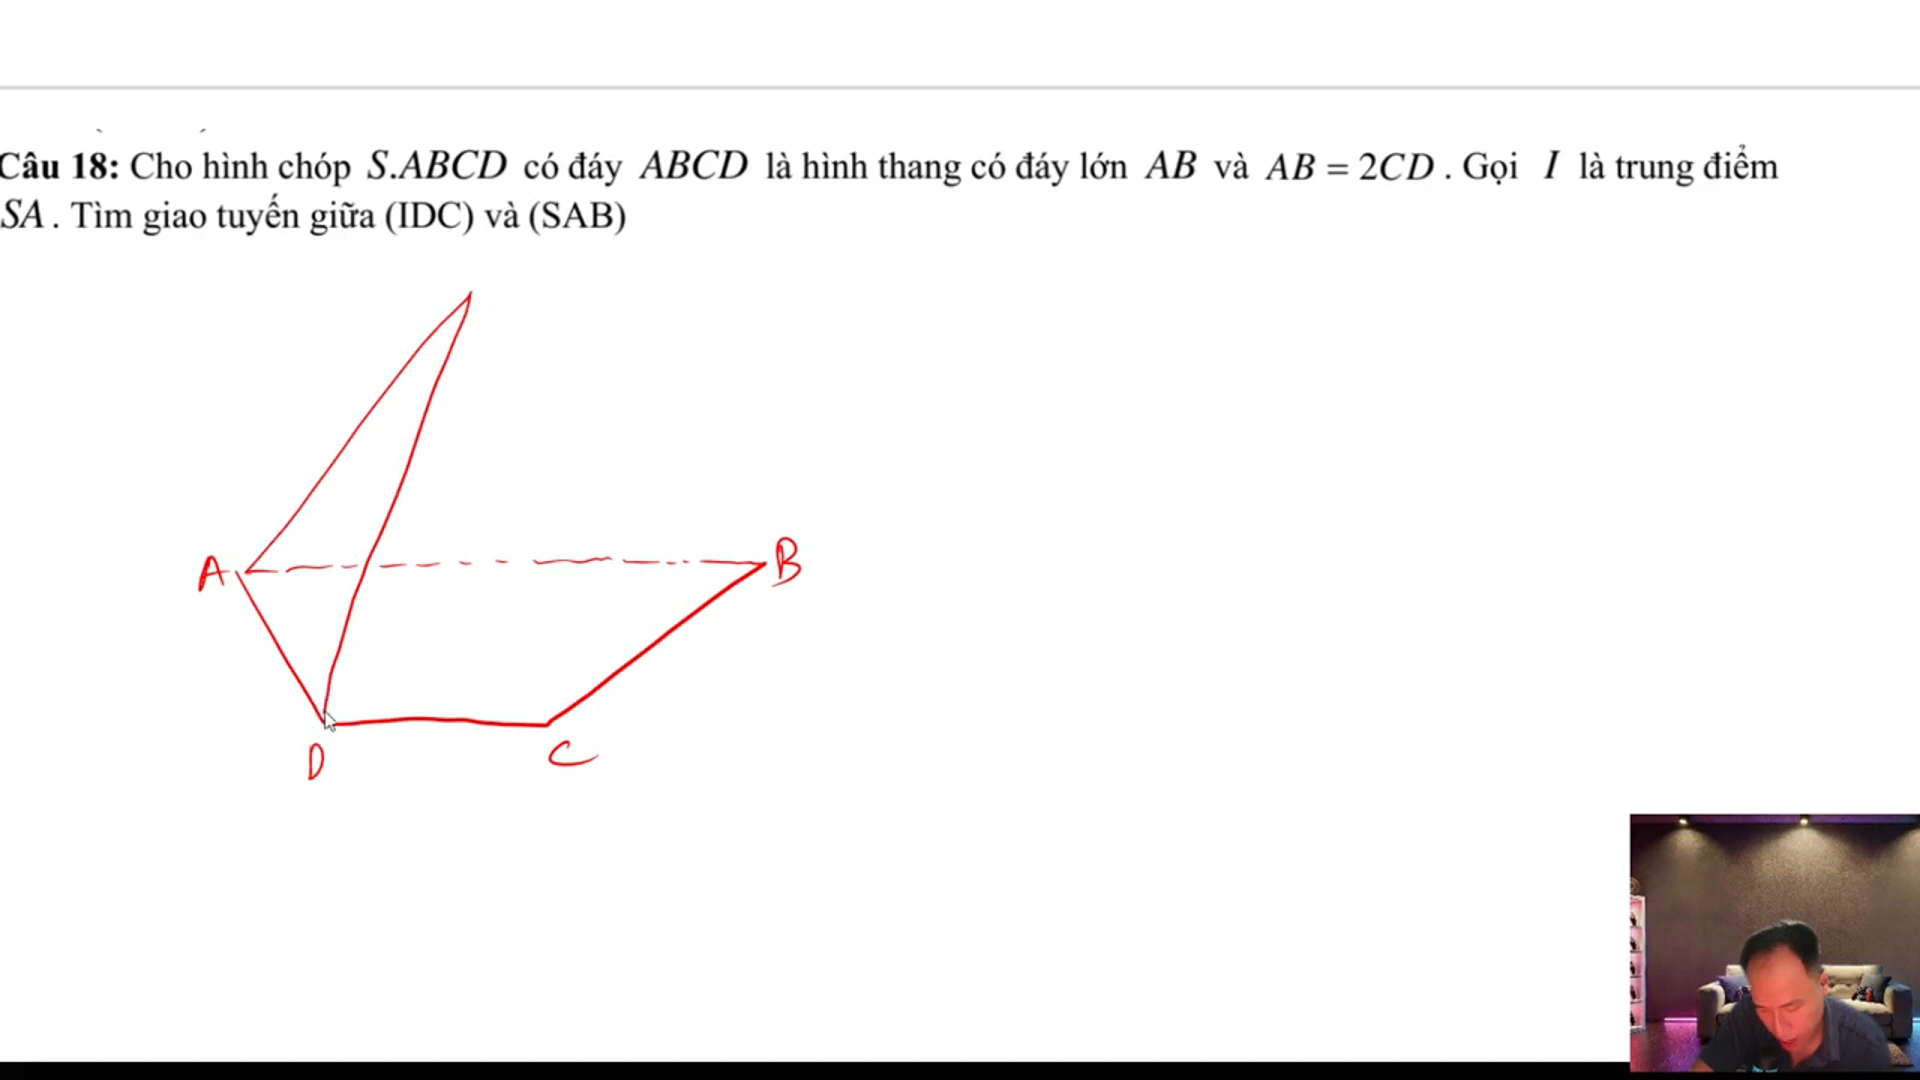 Câu 18: Cho hình chóp S.ABCD có đáy ABCD là hình thang có đáy lớn AB và AB = 2CD. Gọi I là trung điểm
SA. Tìm giao tuyến giữa (IDC) và (SAB)
A
B
D
C